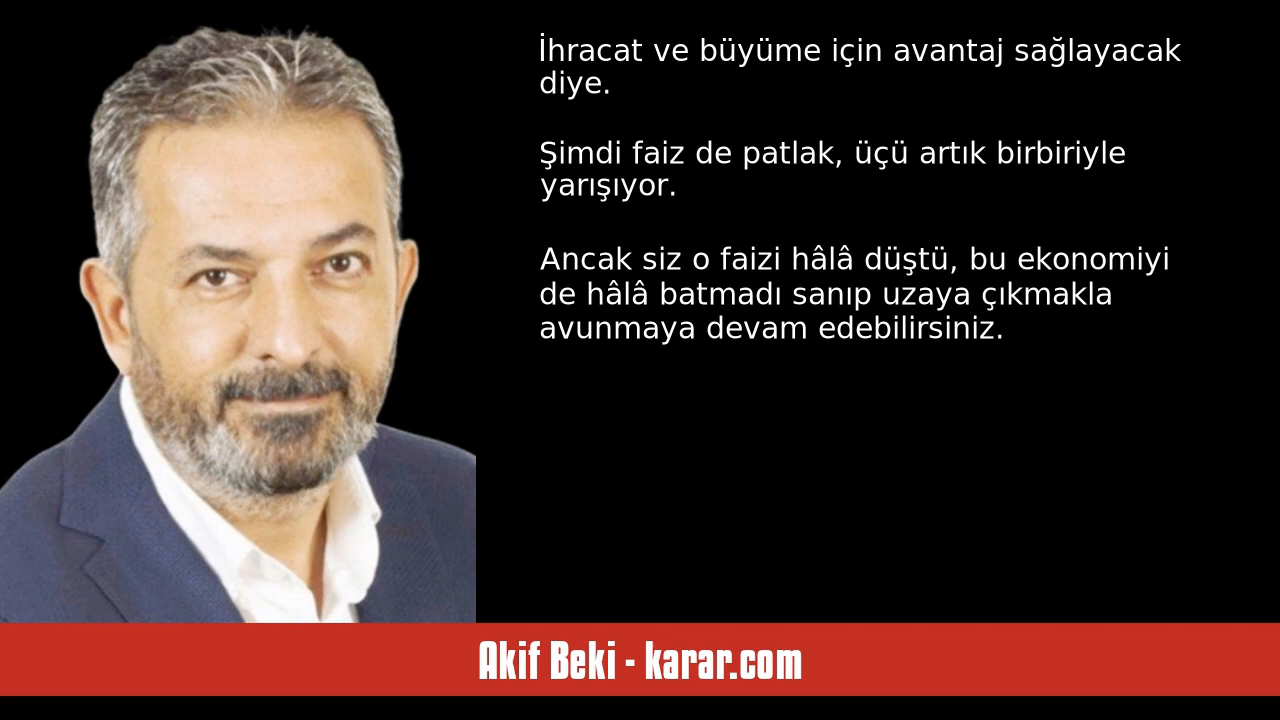 İhracat ve büyüme için avantaj sağlayacak
diye.
Şimdi faiz de patlak, üçü artık birbiriyle
yarışıyor.
Ancak siz o faizi hâlâ düştü, bu ekonomiyi
de hâlâ batmadı sanıp uzaya çıkmakla
avunmaya devam edebilirsiniz.
Akif Beki - karar.com